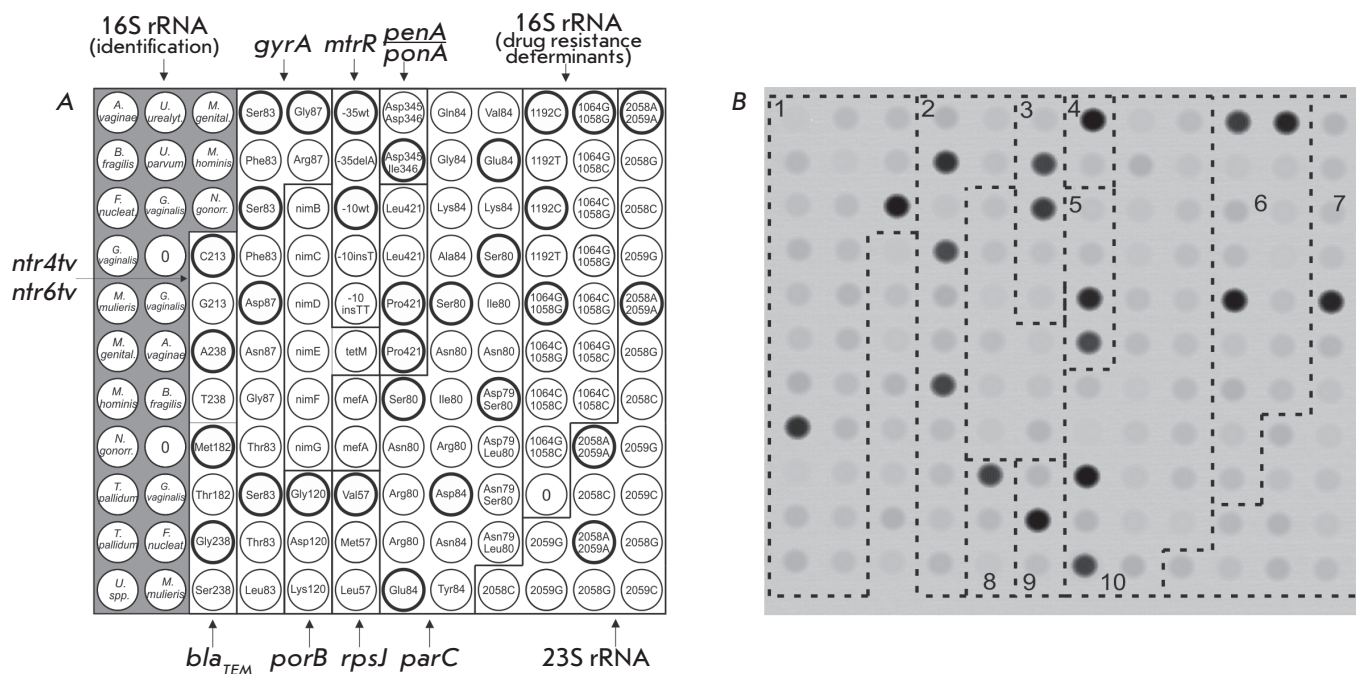 16S rRNA
(identification)
gyrA
mtrR
penA
ponA
16S rRNA
(drug resistance
determinants)
A
A. vaginae
U. urealyt.
M. genital.
Ser83
Gly87
-35wt
Asp345 Asp346
Gln84
Val84
1192C
1064G 1058G
2058A 2059A
B. fragilis
U. parvum
M. hominis
Phe83
Arg87
-35delA
Asp345 Ile346
Gly84
Glu84
1192T
1064G 1058C
2058G
F. nucleat.
G. vaginalis
N. gonorr.
Ser83
nimB
-10wt
Leu421
Lys84
Lys84
1192C
1064C 1058G
2058C
G. vaginalis
0
C213
Phe83
nimC
-10insT
Leu421
Ala84
Ser80
1192T
1064G 1058G
2059G
ntr4tv
ntr6tv
M. mulieris
G. vaginalis
G213
Asp87
nimD
-10 insTT
Pro421
Ser80
Ile80
1064G 1058G
1064G 1058C
2058A 2059A
M. genital.
A. vaginae
A238
Asn87
nimE
tetM
Pro421
Asn80
Asn80
1064C 1058G
1064G 1058C
2058G
M. hominis
B. fragilis
T238
Gly87
nimF
mefA
Ser80
Ile80
Asp79 Ser80
1064C 1058C
1064C 1058C
2058C
N. gonorr.
0
Met182
Thr83
nimG
mefA
Asn80
Arg80
Asp79 Leu80
1064G 1058C
2058A 2059A
2059G
T. pallidum
G. vaginalis
Thr182
Ser83
Gly120
Val57
Arg80
Asp84
Asn79 Ser80
0
2058C
2059C
T. pallidum
F. nucleat.
Gly238
Thr83
Asp120
Met57
Arg80
Asn84
Asn79 Leu80
2059G
2058A 2059A
2058G
U. spp.
M. mulieris
Ser238
Leu83
Lys120
Leu57
Glu84
Tyr84
2058C
2059G
2058G
2059C
blaTEM
porB
rpsJ
parC
23S rRNA
B
1
2
3
4
5
6
7
8
9
10